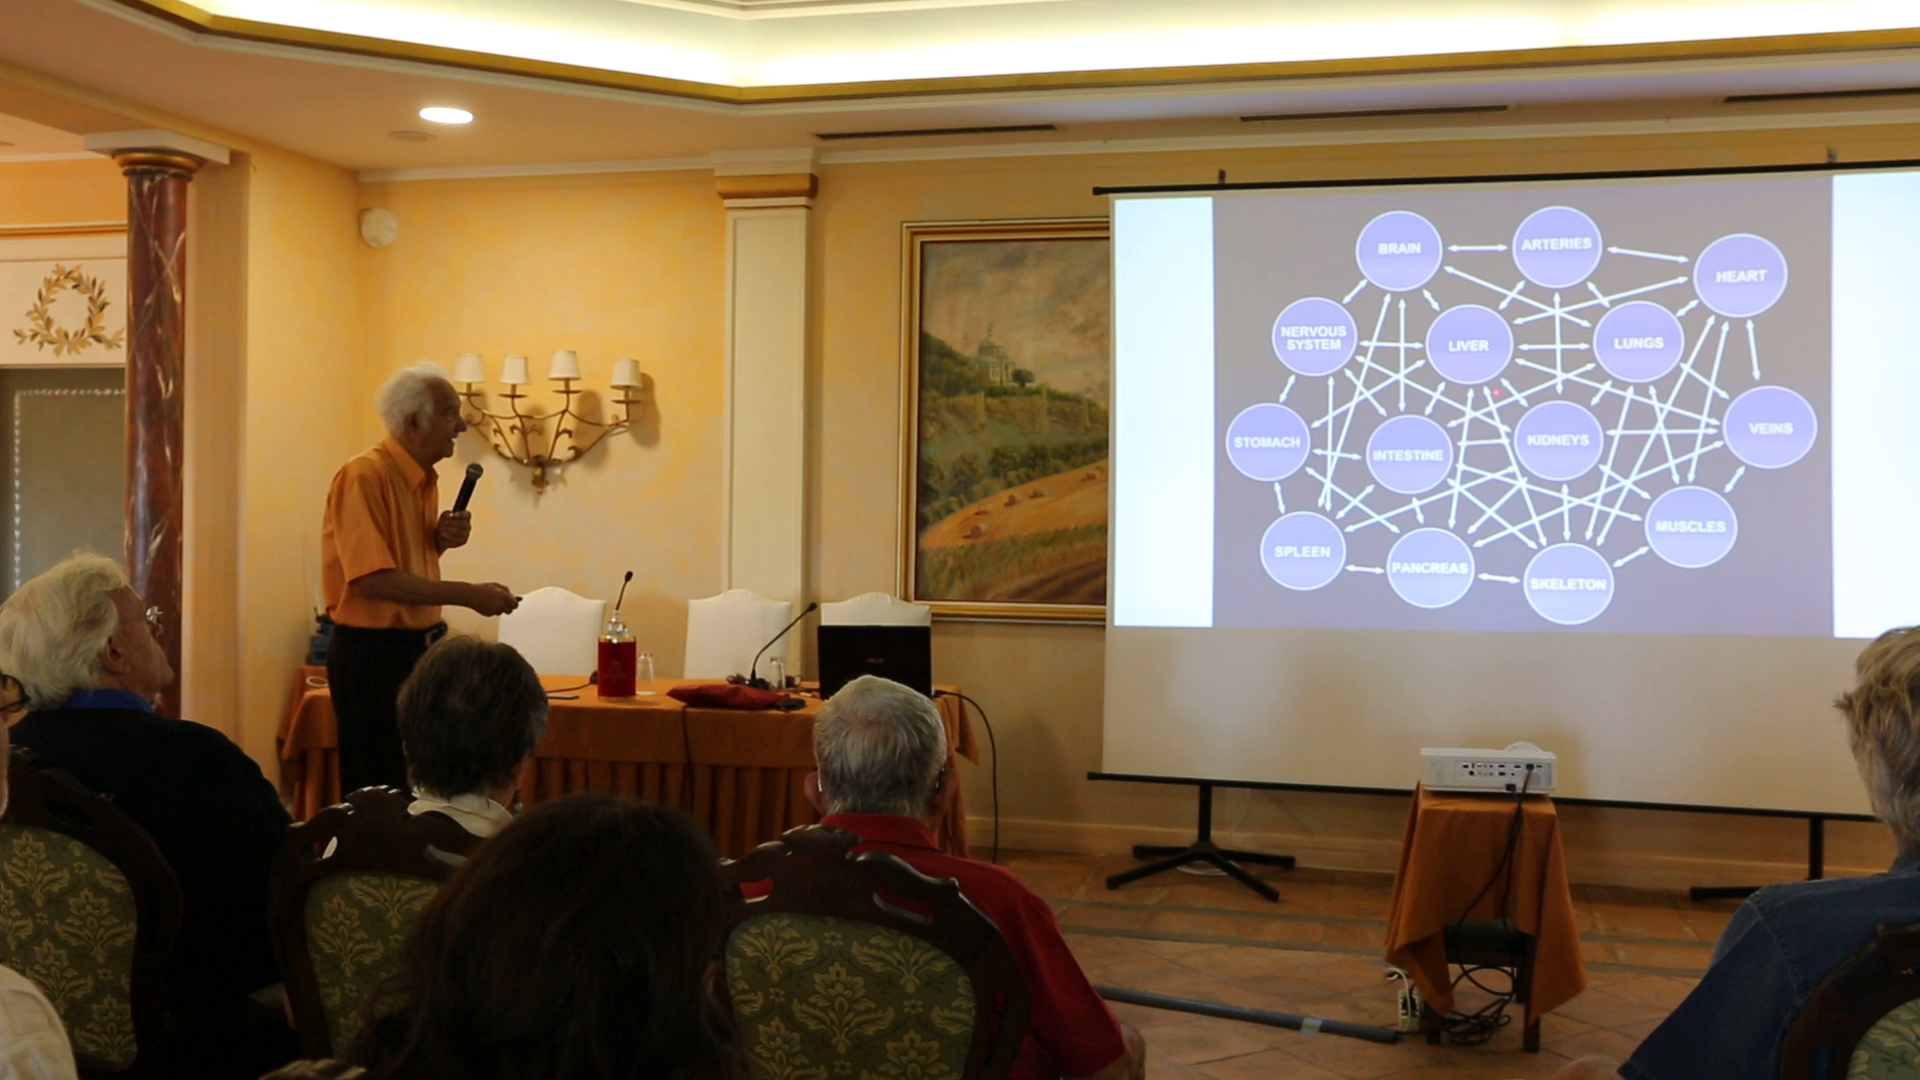 BRAIN
ARTERIES
HEART
NERVOUS
SYSTEM
LIVER
LUNGS
STOMACH
INTESTINE
KIDNEYS
VEINS
SPLEEN
PANCREAS
SKELETON
MUSCLES